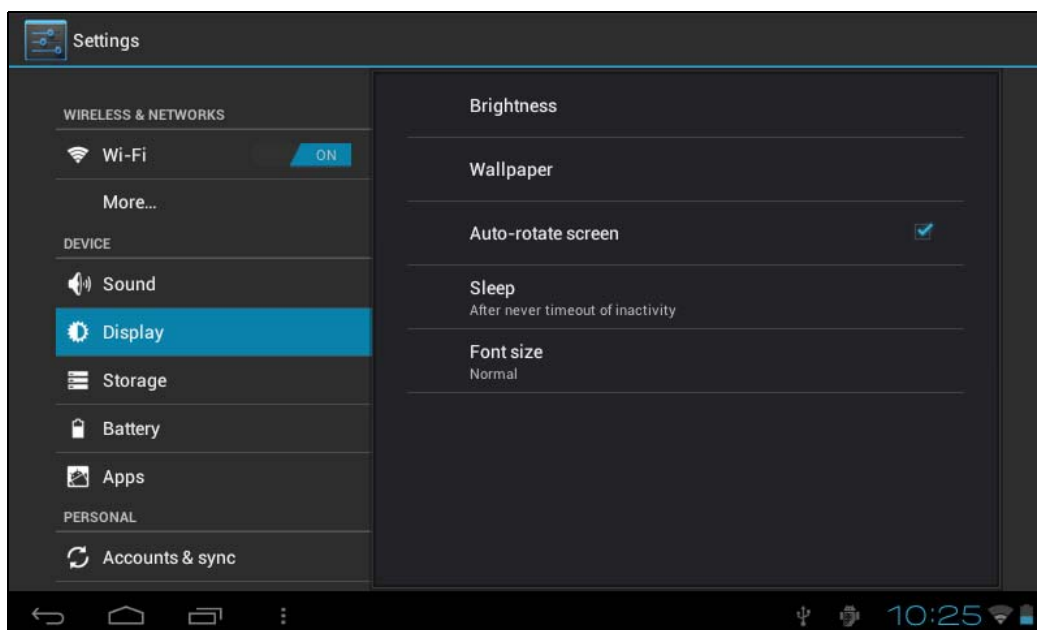 Settings
WIRELESS & NETWORKS
Wi-Fi ON
More...
DEVICE
Sound
Display
Storage
Battery
Apps
PERSONAL
Accounts & sync
Brightness
Wallpaper
Auto-rotate screen
Sleep
After never timeout of inactivity
Font size
Normal
10:25